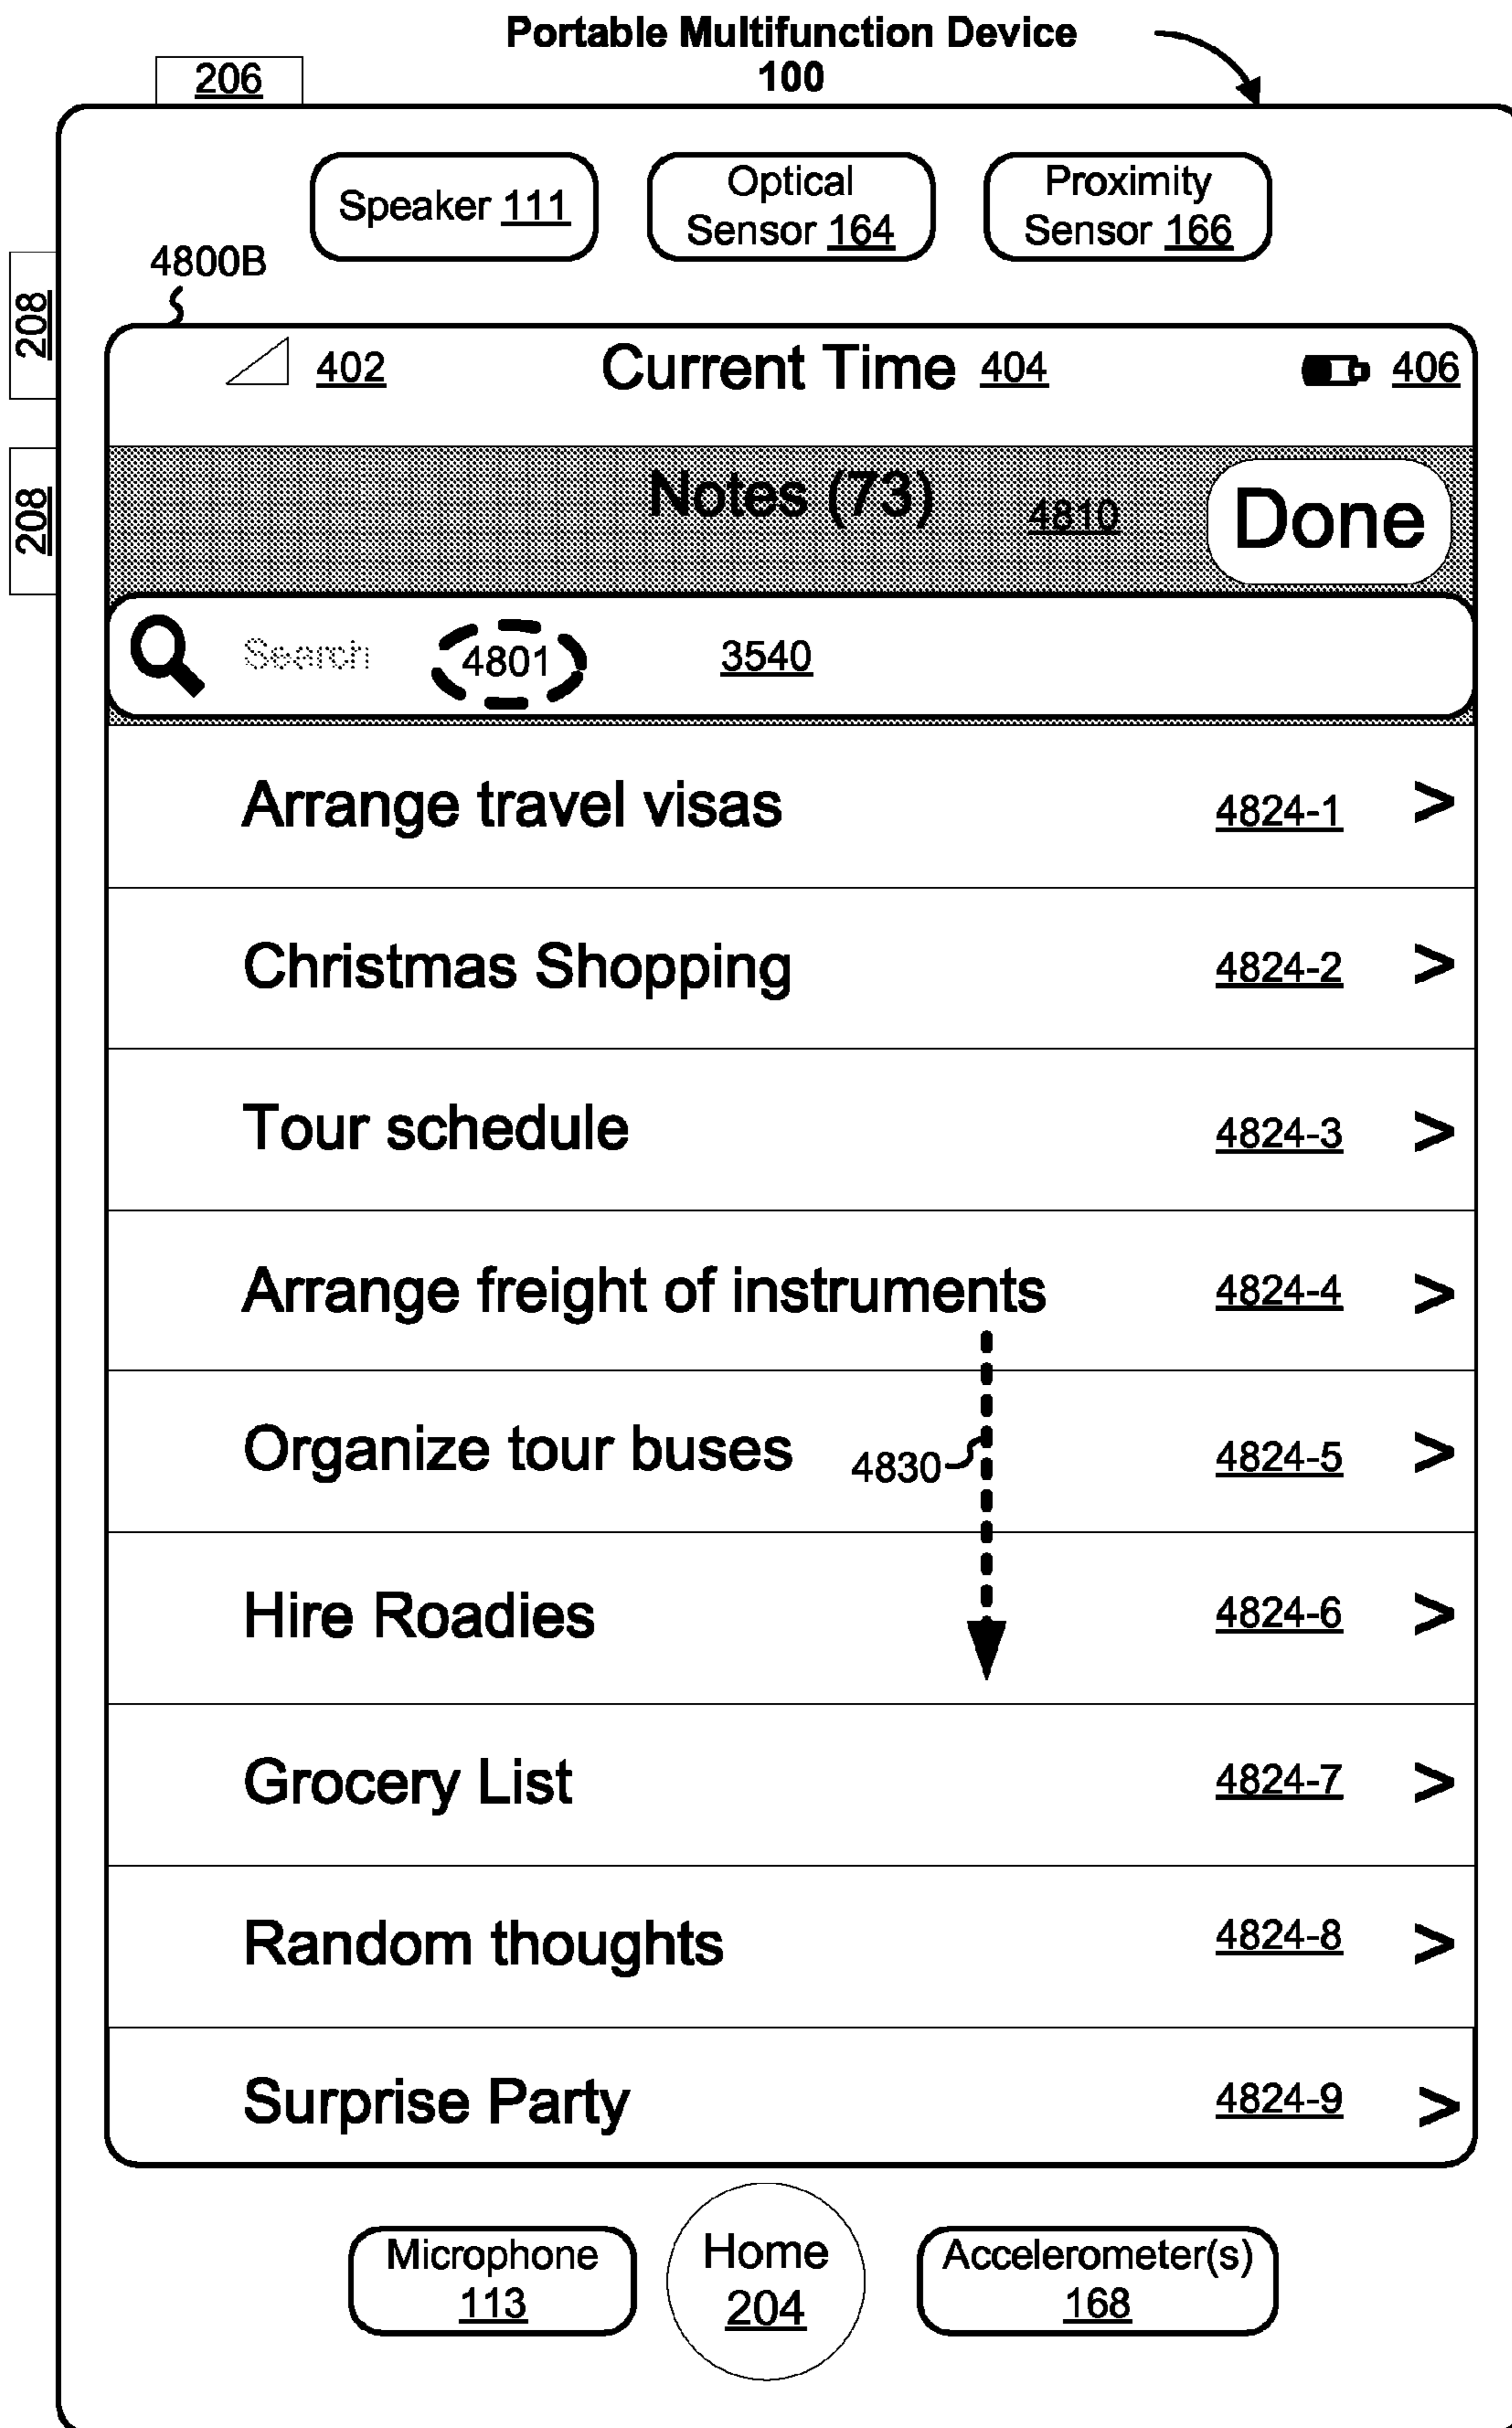 Portable Multifunction Device
100
206
Speaker 111
Optical
Sensor 164
Proximity
Sensor 166
4800B
208
402
Current Time 404
406
208
Notes (73)
4810
Done
Search
4801
3540
Arrange travel visas 4824-1 >
Christmas Shopping 4824-2 >
Tour schedule 4824-3 >
Arrange freight of instruments 4824-4 >
Organize tour buses 4830 4824-5 >
Hire Roadies 4824-6 >
Grocery List 4824-7 >
Random thoughts 4824-8 >
Surprise Party 4824-9 >
Microphone
113
Home
204
Accelerometer(s)
168